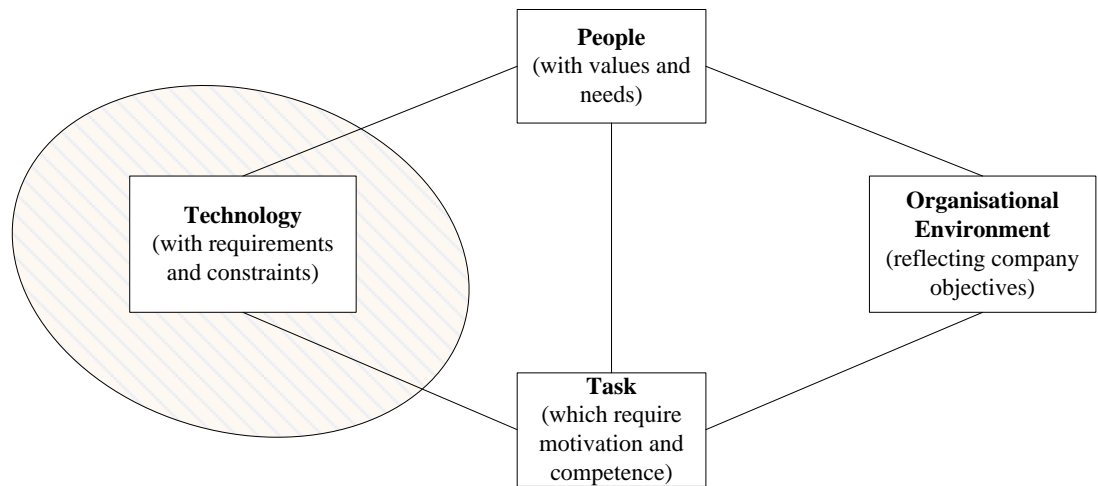 People
(with values and
needs)
Technology
(with requirements
and constraints)
Organisational
Environment
(reflecting company
objectives)
Task
(which require
motivation and
competence)